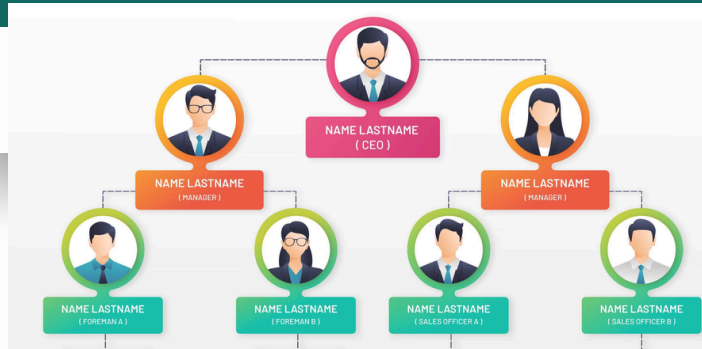 NAME LASTNAME
( CEO )
NAME LASTNAME
( MANAGER )
NAME LASTNAME
( MANAGER )
NAME LASTNAME
( FOREMAN A )
NAME LASTNAME
( FOREMAN B )
NAME LASTNAME
( SALES OFFICER A )
NAME LASTNAME
( SALES OFFICER B )